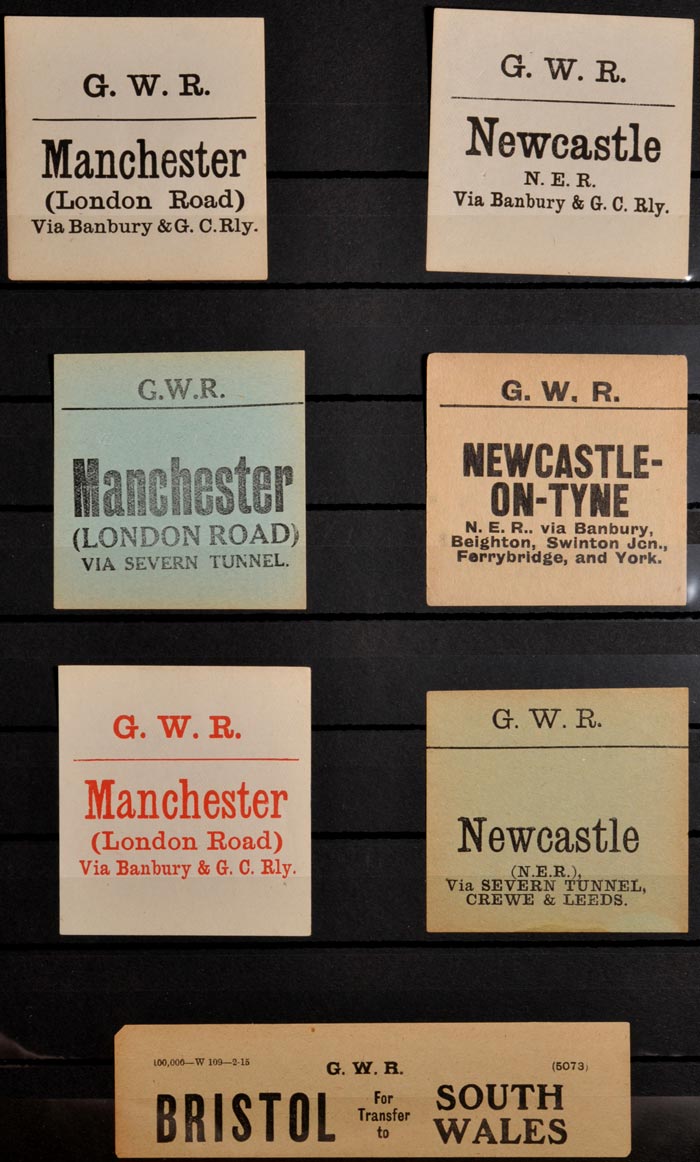 G. W. R.
Manchester
(London Road)
Via Banbury & G. C. Rly.
G. W. R.
Newcastle
N. E. R.
Via Banbury & G. C. Rly.
G.W.R.
Manchester
(LONDON ROAD)
VIA SEVERN TUNNEL.
G. W. R.
NEWCASTLE-
ON-TYNE
N. E. R.. via Banbury,
Beighton, Swinton Jcn.,
Ferrybridge, and York.
G. W. R.
Manchester
(London Road)
Via Banbury & G. C. Rly.
G. W. R.
Newcastle
(N.E.R.),
Via SEVERN TUNNEL,
CREWE & LEEDS.
100,000—W 109—2-15
G. W. R.
(5073)
BRISTOL
For
Transfer
to
SOUTH
WALES